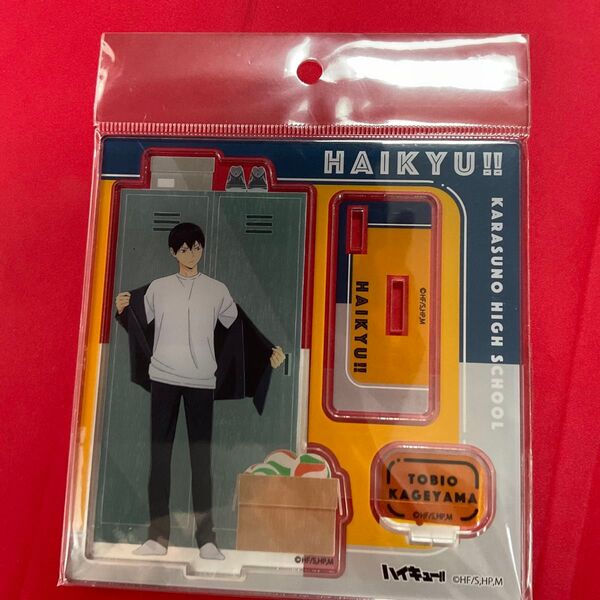 HAIKYU!!
KARASUNO HIGH SCHOOL
©HF/S,HP,M
HAIKYU!!
TOBIO
KAGEYAMA
©HF/S,HP,M
©HF/S,HP,M
ハイキュー!! ©HF/S,HP,M